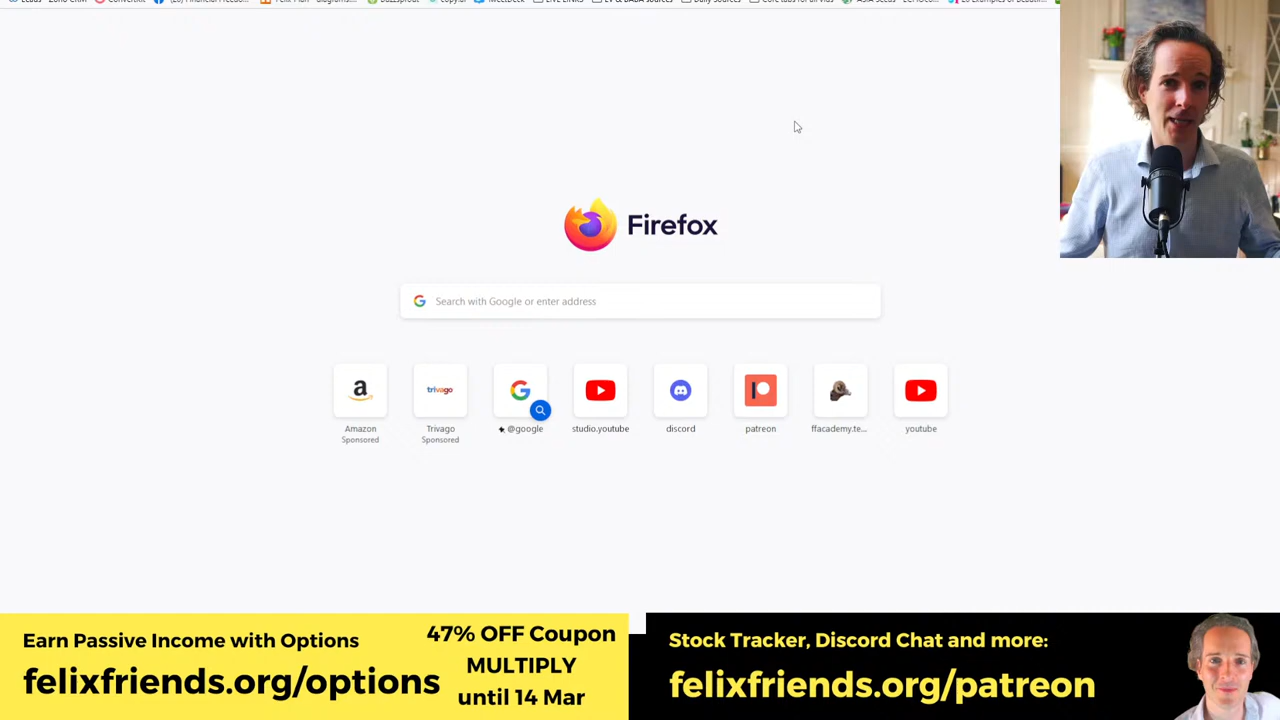 Firefox
Search with Google or enter address
a
trivago
Amazon
Sponsored
Trivago
Sponsored
@google
studio.youtube
discord
patreon
ffacademy.te...
youtube
Earn Passive Income with Options
felixfriends.org/options
47% OFF Coupon
MULTIPLY
until 14 Mar
Stock Tracker, Discord Chat and more:
felixfriends.org/patreon